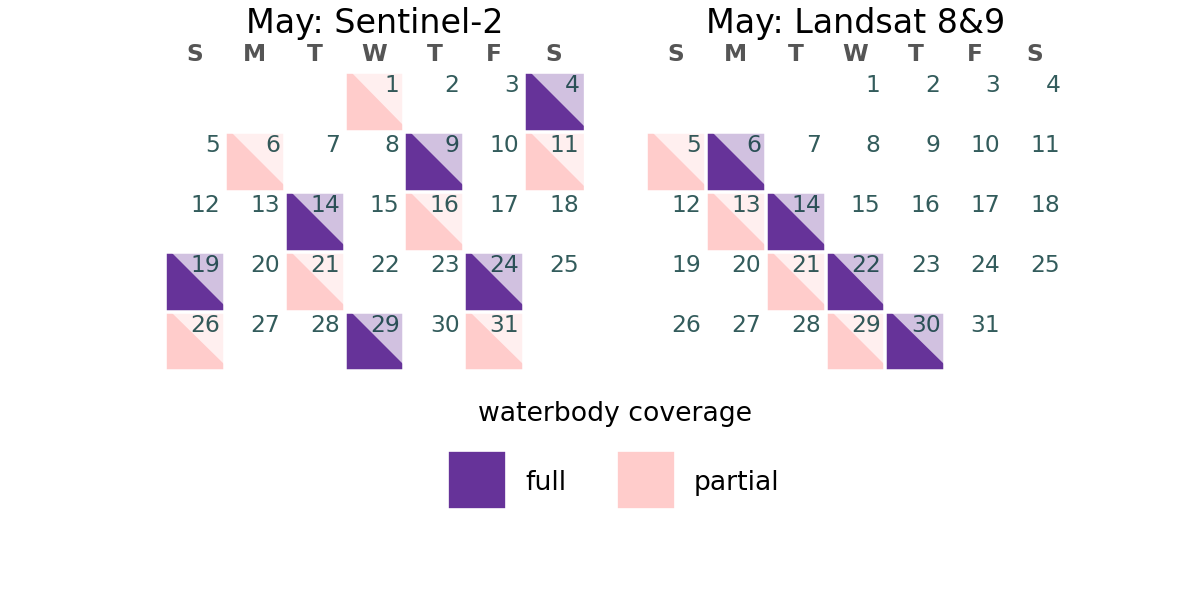 May: Sentinel-2
S M T W T F S
1 2 3 4
5 6 7 8 9 10 11
12 13 14 15 16 17 18
19 20 21 22 23 24 25
26 27 28 29 30 31
May: Landsat 8&9
S M T W T F S
1 2 3 4
5 6 7 8 9 10 11
12 13 14 15 16 17 18
19 20 21 22 23 24 25
26 27 28 29 30 31
waterbody coverage
full
partial